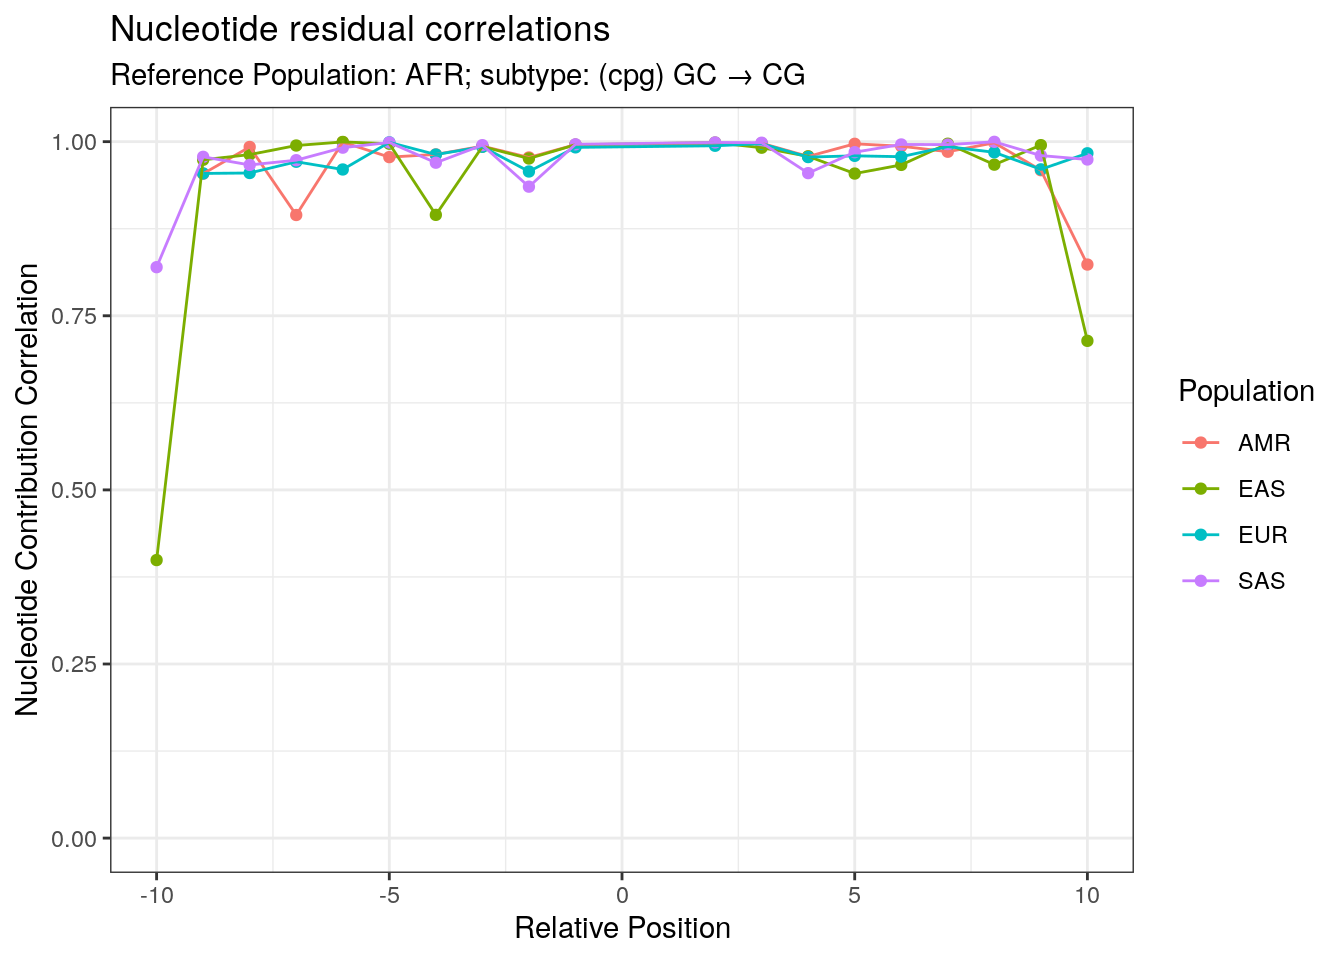 Nucleotide residual correlations
Reference Population: AFR; subtype: (cpg) GC → CG
1.00
0.75
0.50
0.25
0.00
Nucleotide Contribution Correlation
-10
-5
0
5
10
Relative Position
Population
AMR
EAS
EUR
SAS